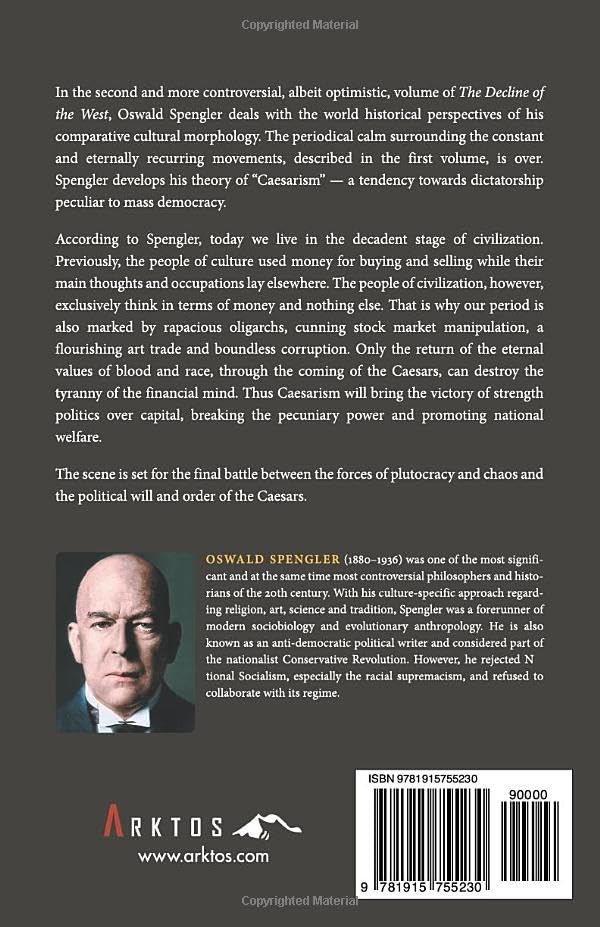 Copyrighted Material
In the second and more controversial, albeit optimistic, volume of The Decline of
the West, Oswald Spengler deals with the world historical perspectives of his
comparative cultural morphology. The periodical calm surrounding the constant
and eternally recurring movements, described in the first volume, is over.
Spengler develops his theory of “Caesarism” — a tendency towards dictatorship
peculiar to mass democracy.
According to Spengler, today we live in the decadent stage of civilization.
Previously, the people of culture used money for buying and selling while their
main thoughts and occupations lay elsewhere. The people of civilization, however,
exclusively think in terms of money and nothing else. That is why our period is
also marked by rapacious oligarchs, cunning stock market manipulation, a
flourishing art trade and boundless corruption. Only the return of the eternal
values of blood and race, through the coming of the Caesars, can destroy the
tyranny of the financial mind. Thus Caesarism will bring the victory of strength
politics over capital, breaking the pecuniary power and promoting national
welfare.
The scene is set for the final battle between the forces of plutocracy and chaos and
the political will and order of the Caesars.
OSWALD SPENGLER (1880–1936) was one of the most signifi-
cant and at the same time most controversial philosophers and histo-
rians of the 20th century. With his culture-specific approach regard-
ing religion, art, science and tradition, Spengler was a forerunner of
modern sociobiology and evolutionary anthropology. He is also
known as an anti-democratic political writer and considered part of
the nationalist Conservative Revolution. However, he rejected N
tional Socialism, especially the racial supremacism, and refused to
collaborate with its regime.
ARKTOS
www.arktos.com
ISBN 9781915755230
90000
9 781915 755230
Copyrighted Material